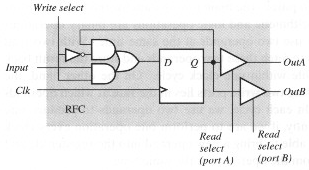 Write select
D Q
OutA
Input
Clk
OutB
RFC
Read select (port A)
Read select (port B)